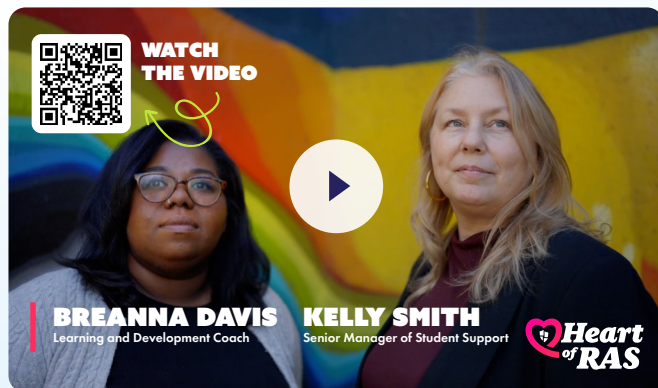 WATCH
THE VIDEO
BREANNA DAVIS
Learning and Development Coach
KELLY SMITH
Senior Manager of Student Support
Heart
of RAS